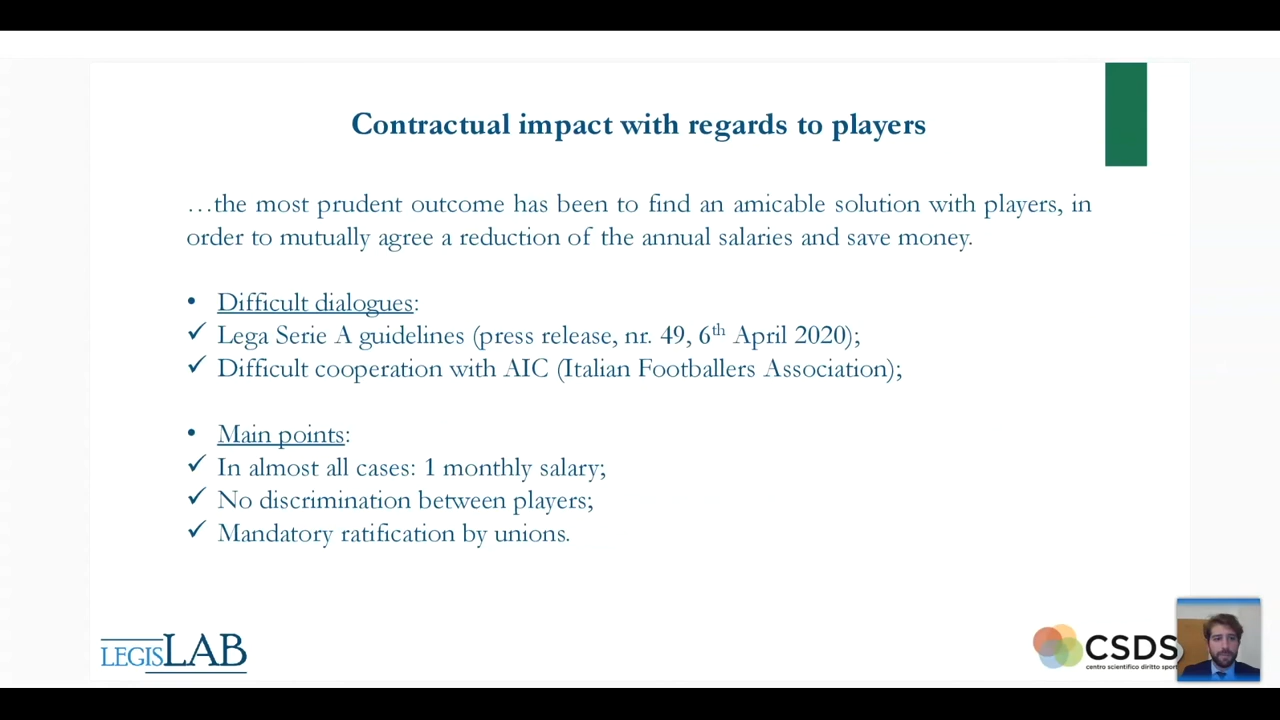 Contractual impact with regards to players
…the most prudent outcome has been to find an amicable solution with players, in
order to mutually agree a reduction of the annual salaries and save money.
• Difficult dialogues:
✓ Lega Serie A guidelines (press release, nr. 49, 6th April 2020);
✓ Difficult cooperation with AIC (Italian Footballers Association);
• Main points:
✓ In almost all cases: 1 monthly salary;
✓ No discrimination between players;
✓ Mandatory ratification by unions.
LEGISLAB
CSDS
centro scientifico diritto sport